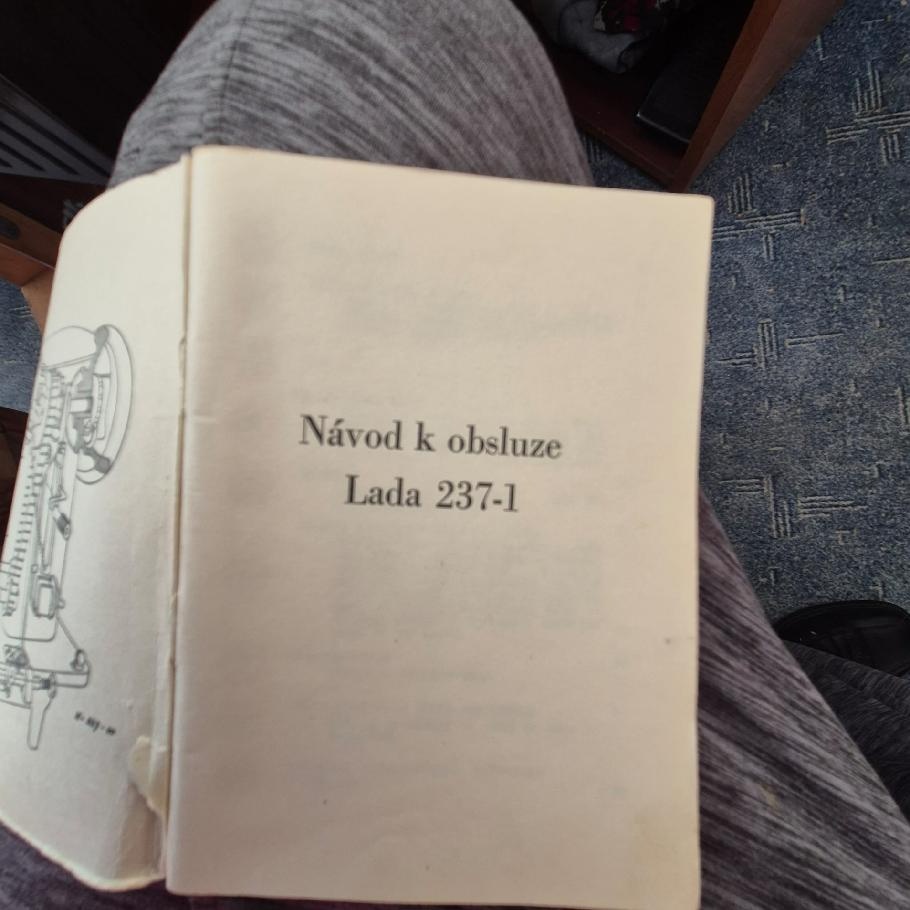 Návod k obsluze
Lada 237-1